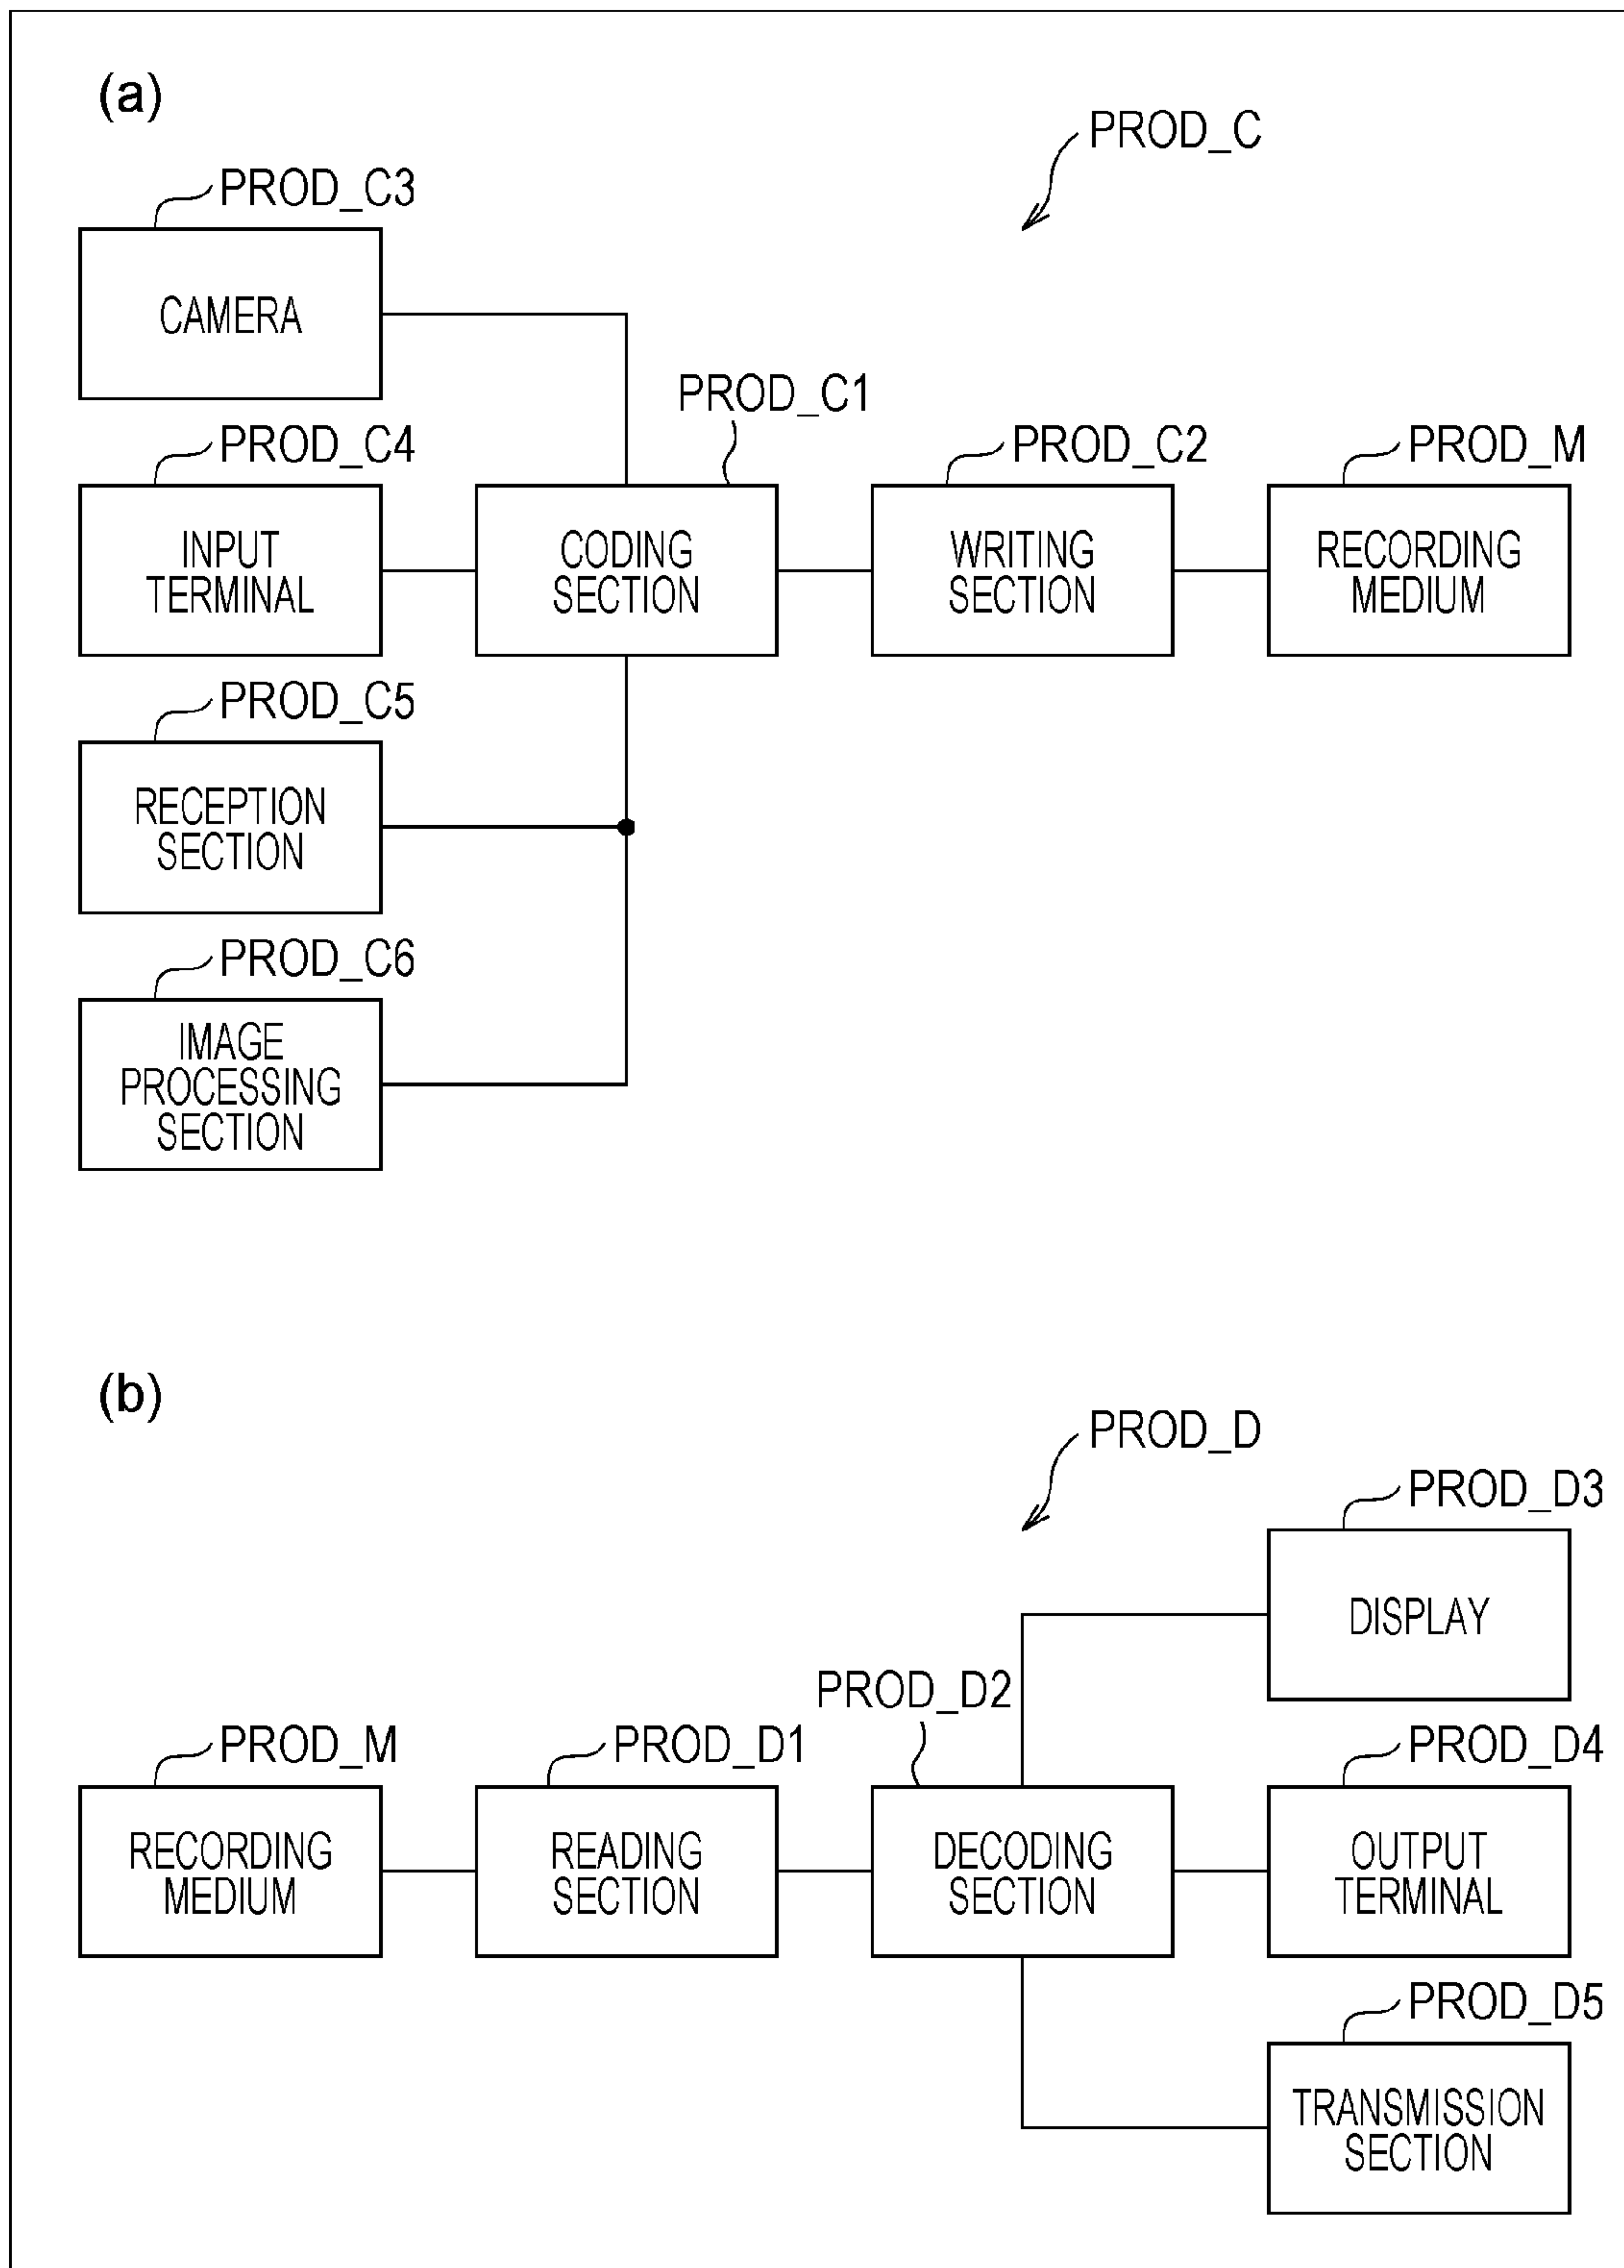 (a)
PROD_C
PROD_C3
CAMERA
PROD_C1
PROD_C4
PROD_C2
PROD_M
INPUT
TERMINAL
CODING
SECTION
WRITING
SECTION
RECORDING
MEDIUM
PROD_C5
RECEPTION
SECTION
PROD_C6
IMAGE
PROCESSING
SECTION
(b)
PROD_D
PROD_D3
DISPLAY
PROD_D2
PROD_M
PROD_D1
PROD_D4
RECORDING
MEDIUM
READING
SECTION
DECODING
SECTION
OUTPUT
TERMINAL
PROD_D5
TRANSMISSION
SECTION